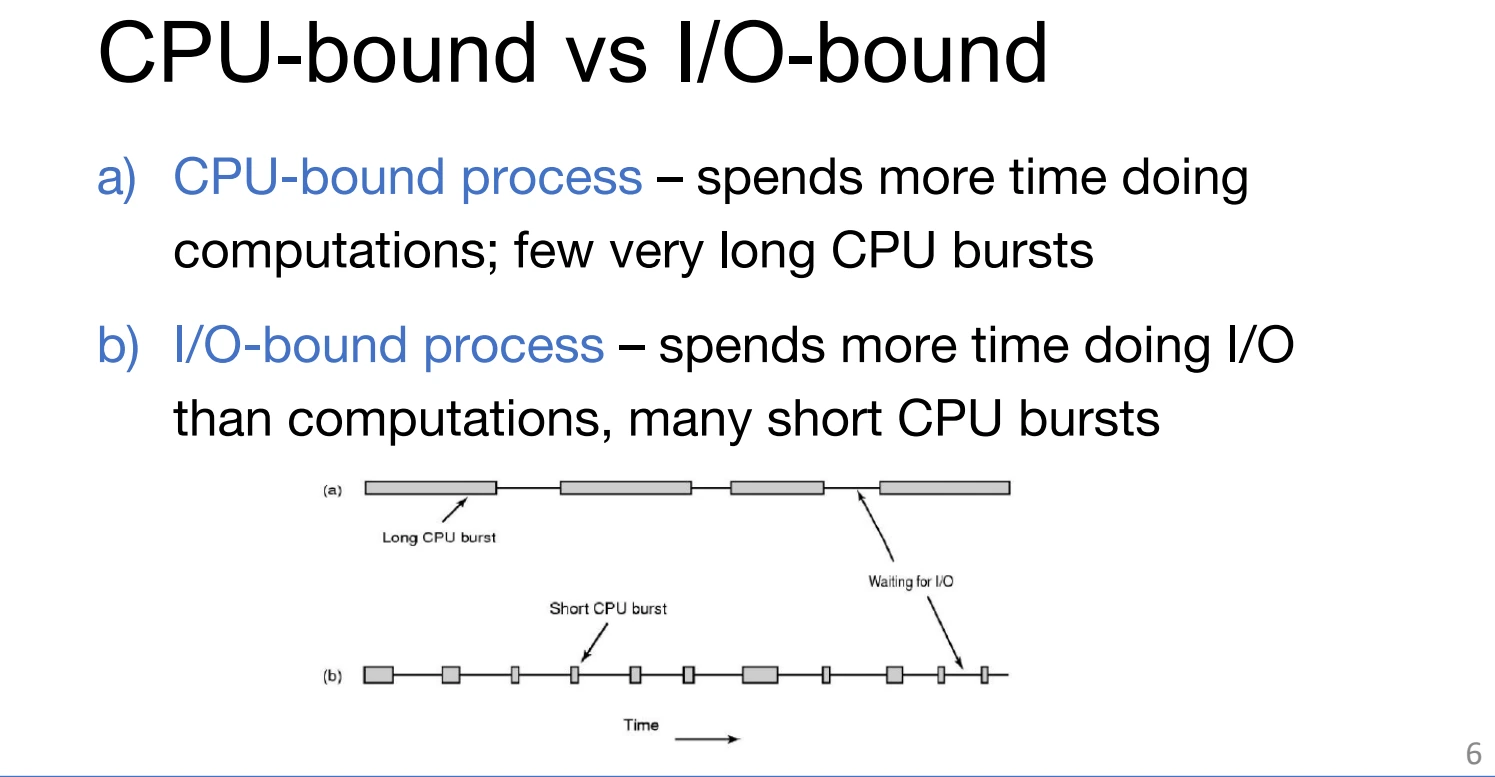 CPU-bound vs I/O-bound
a) CPU-bound process – spends more time doing
computations; few very long CPU bursts
b) I/O-bound process – spends more time doing I/O
than computations, many short CPU bursts
(a)
Long CPU burst
Waiting for I/O
Short CPU burst
(b)
Time
6